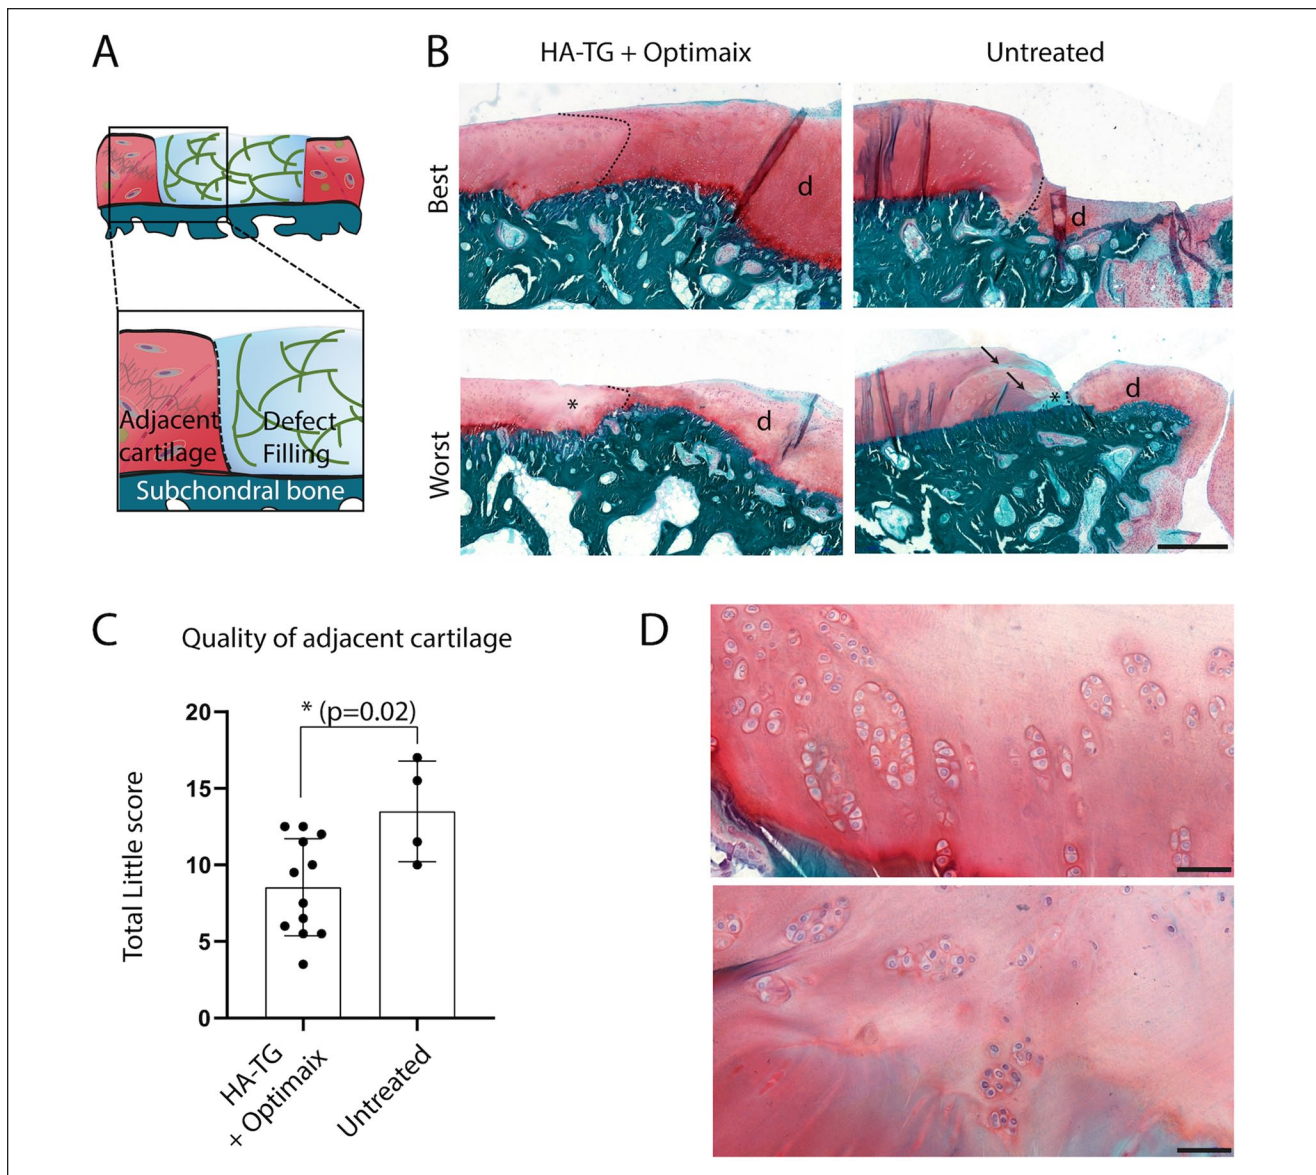 A
Adjacent
cartilage
Defect
Filling
Subchondral bone
B
HA-TG + Optimaix
Untreated
Best
d
d
Worst
*
d
*
d
C
Quality of adjacent cartilage
* (p=0.02)
Total Little score
20
15
10
5
0
HA-TG
+ Optimaix
Untreated
D